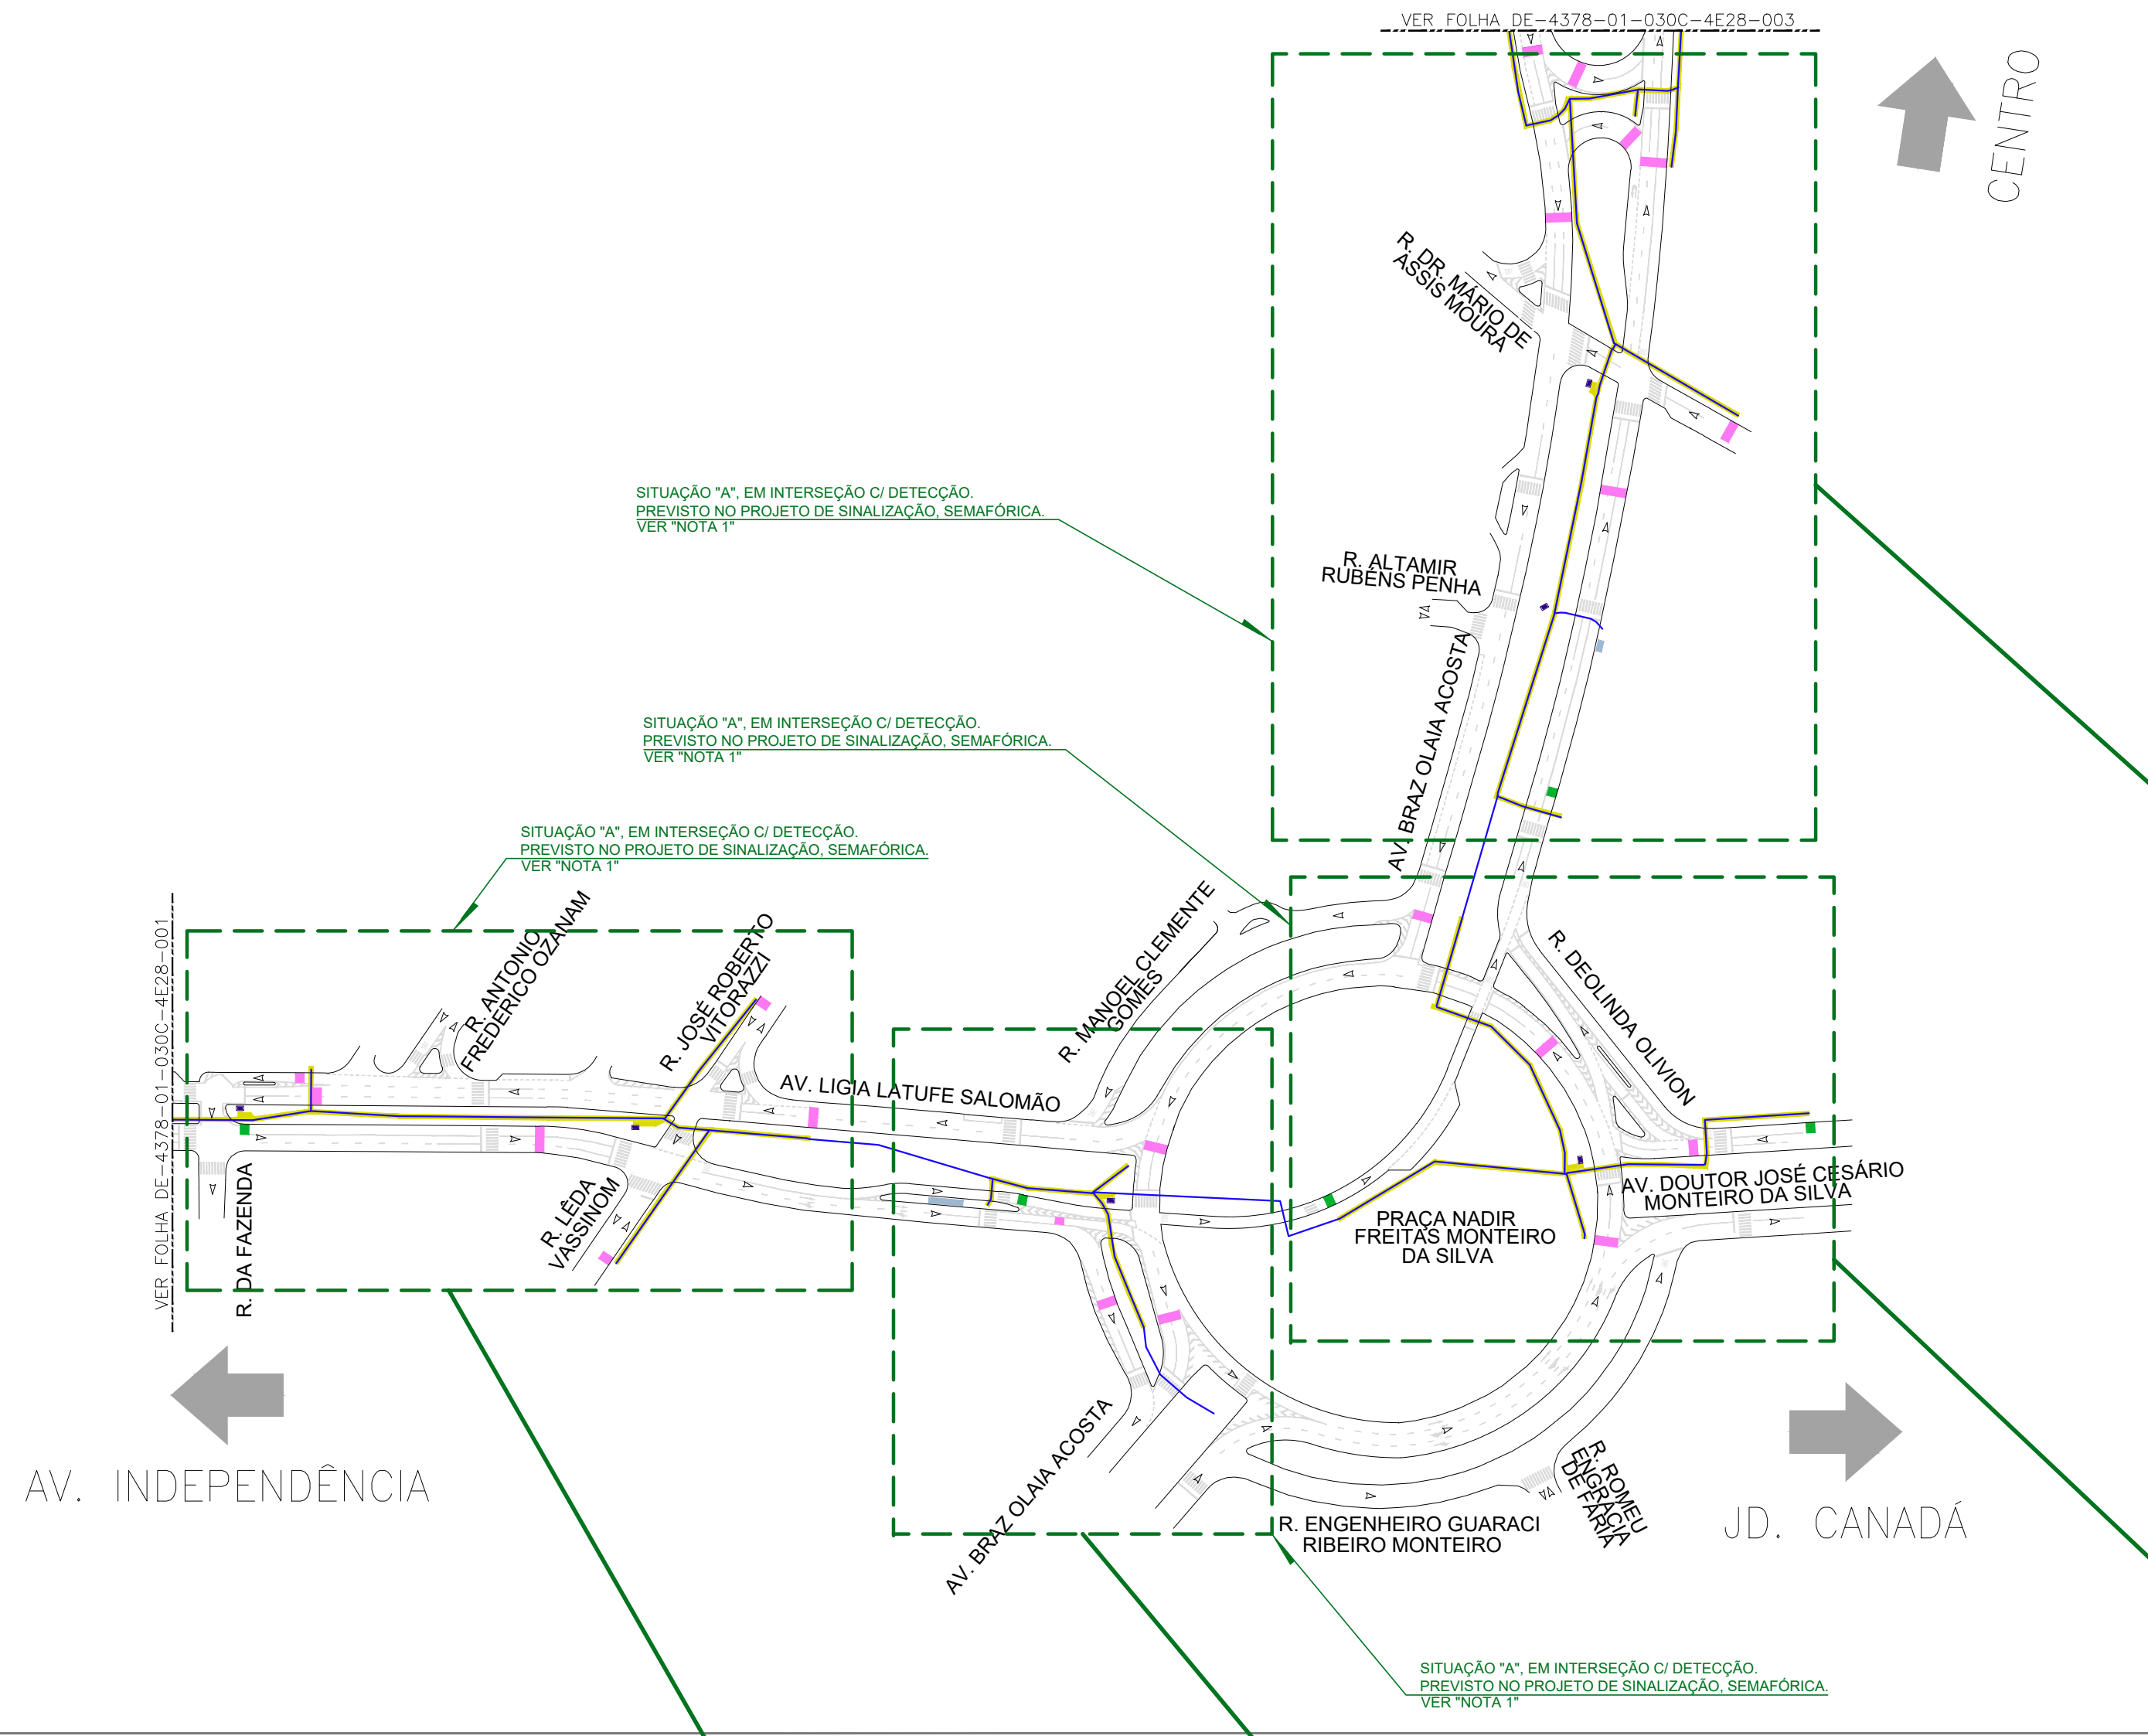 VER FOLHA DE-4378-01-030C-4E28-003
CENTRO
R. DR. MÁRIO DE
ASSIS MOURA
SITUAÇÃO "A", EM INTERSEÇÃO C/ DETECÇÃO.
PREVISTO NO PROJETO DE SINALIZAÇÃO, SEMAFÓRICA.
VER "NOTA 1"
R. ALTAMIR
RUBENS PENHA
AV. BRAZ OLAIA ACOSTA
SITUAÇÃO "A", EM INTERSEÇÃO C/ DETECÇÃO.
PREVISTO NO PROJETO DE SINALIZAÇÃO, SEMAFÓRICA.
VER "NOTA 1"
SITUAÇÃO "A", EM INTERSEÇÃO C/ DETECÇÃO.
PREVISTO NO PROJETO DE SINALIZAÇÃO, SEMAFÓRICA.
VER "NOTA 1"
VER FOLHA DE-4378-01-030C-4E28-001
R. ANTONIO
FREDERICO OZANAM
R. JOSÉ ROBERTO
VITORAZZI
R. MANOEL CLEMENTE
GOMES
R. DEOLINDA OLIVION
AV. LIGIA LATUFE SALOMÃO
R. DA FAZENDA
R. LÊDA
VASSINOM
PRAÇA NADIR
FREITAS MONTEIRO
DA SILVA
AV. DOUTOR JOSÉ CESÁRIO
MONTEIRO DA SILVA
AV. INDEPENDÊNCIA
AV. BRAZ OLAIA ACOSTA
R. ENGENHEIRO GUARACI
RIBEIRO MONTEIRO
R. ROMEU
ENGRACIA
DE FARIA
JD. CANADÁ
SITUAÇÃO "A", EM INTERSEÇÃO C/ DETECÇÃO.
PREVISTO NO PROJETO DE SINALIZAÇÃO, SEMAFÓRICA.
VER "NOTA 1"